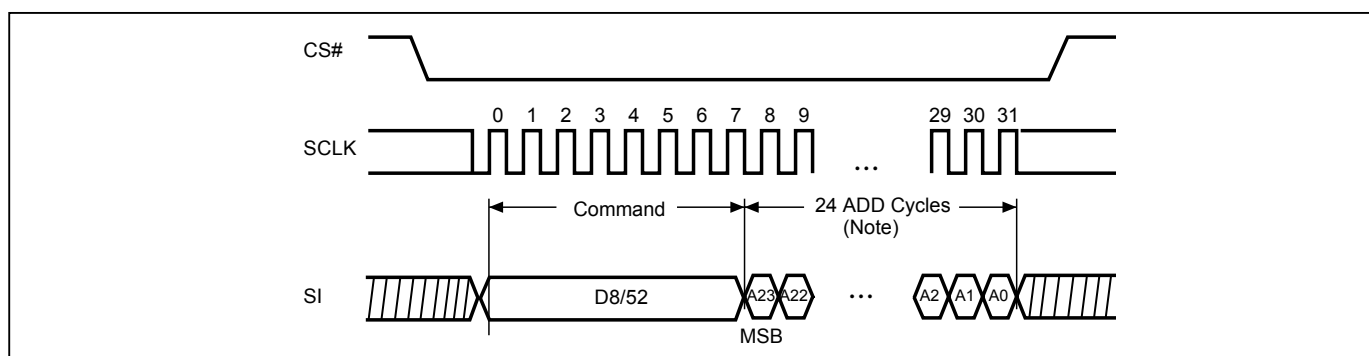 CS#
0 1 2 3 4 5 6 7 8 9 29 30 31
SCLK
...
Command
24 ADD Cycles
(Note)
SI
D8/52
A23 A22 ... A2 A1 A0
MSB